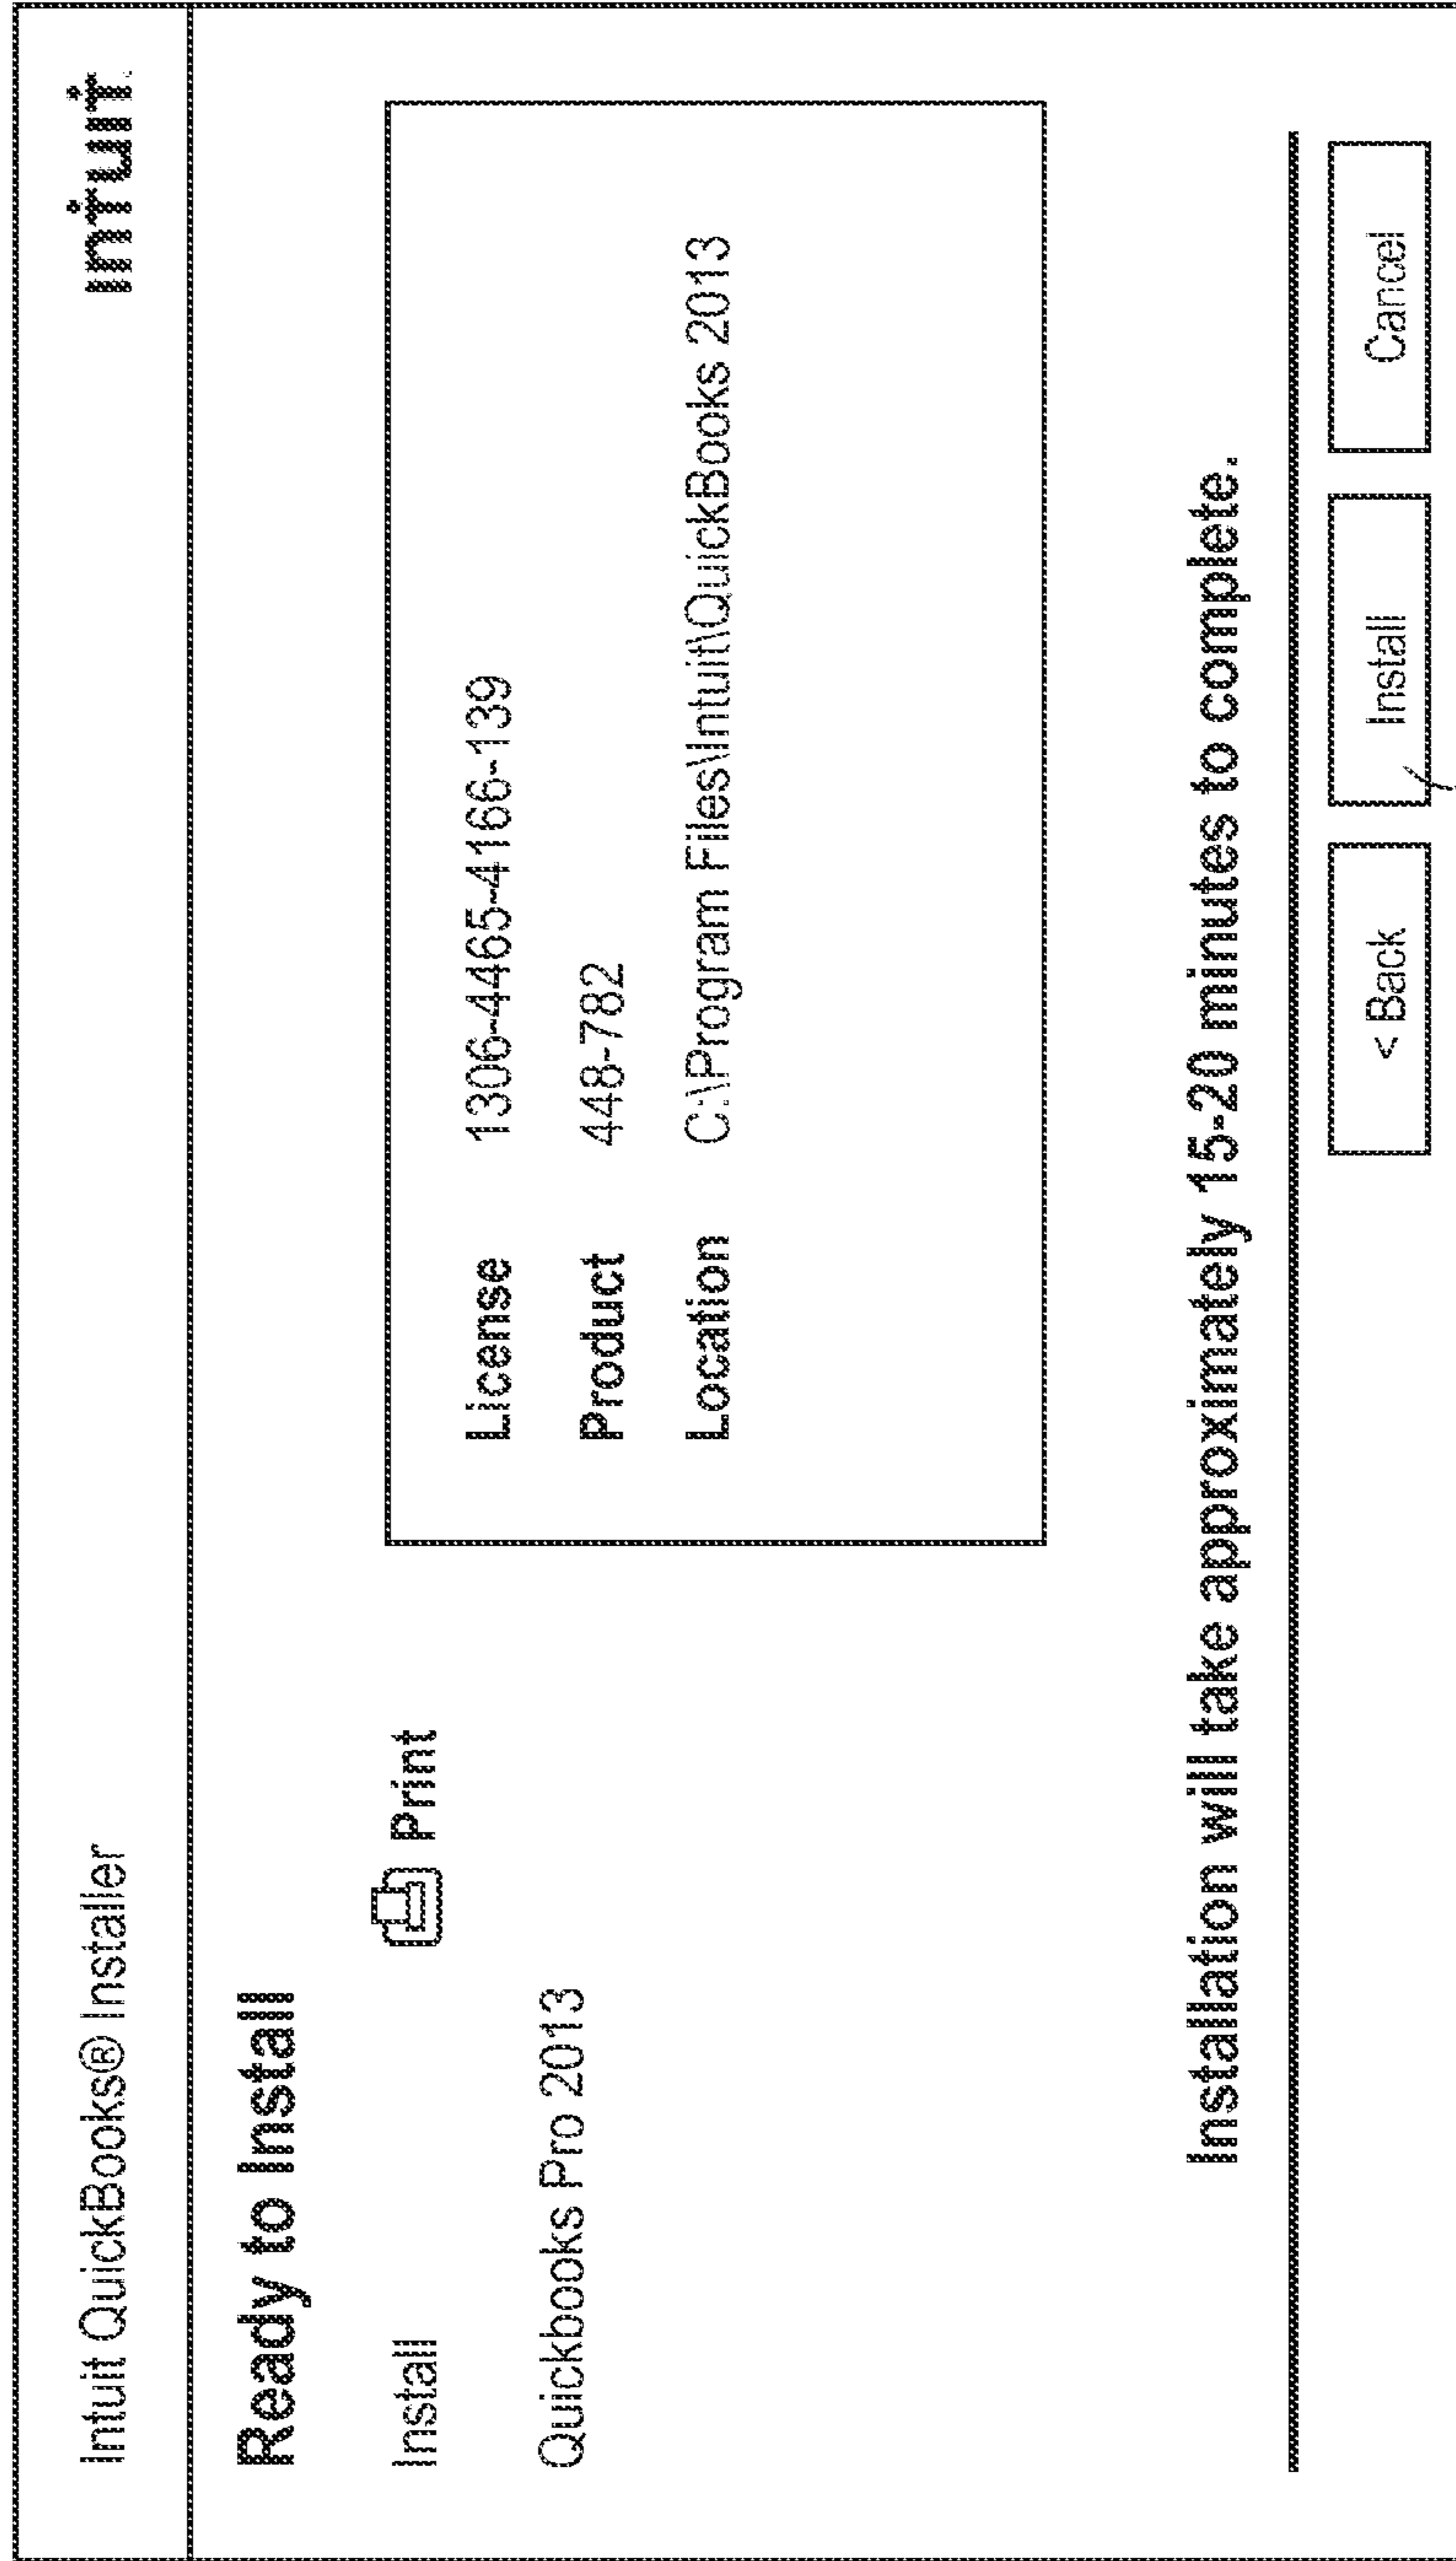 Intuit QuickBooks® Installer
intuit.
Ready to Install
Install
Print
Quickbooks Pro 2013
License 1306-4465-4166-139
Product 448-782
Location C:\Program Files\Intuit\QuickBooks 2013
Installation will take approximately 15-20 minutes to complete.
< Back
Install
Cancel